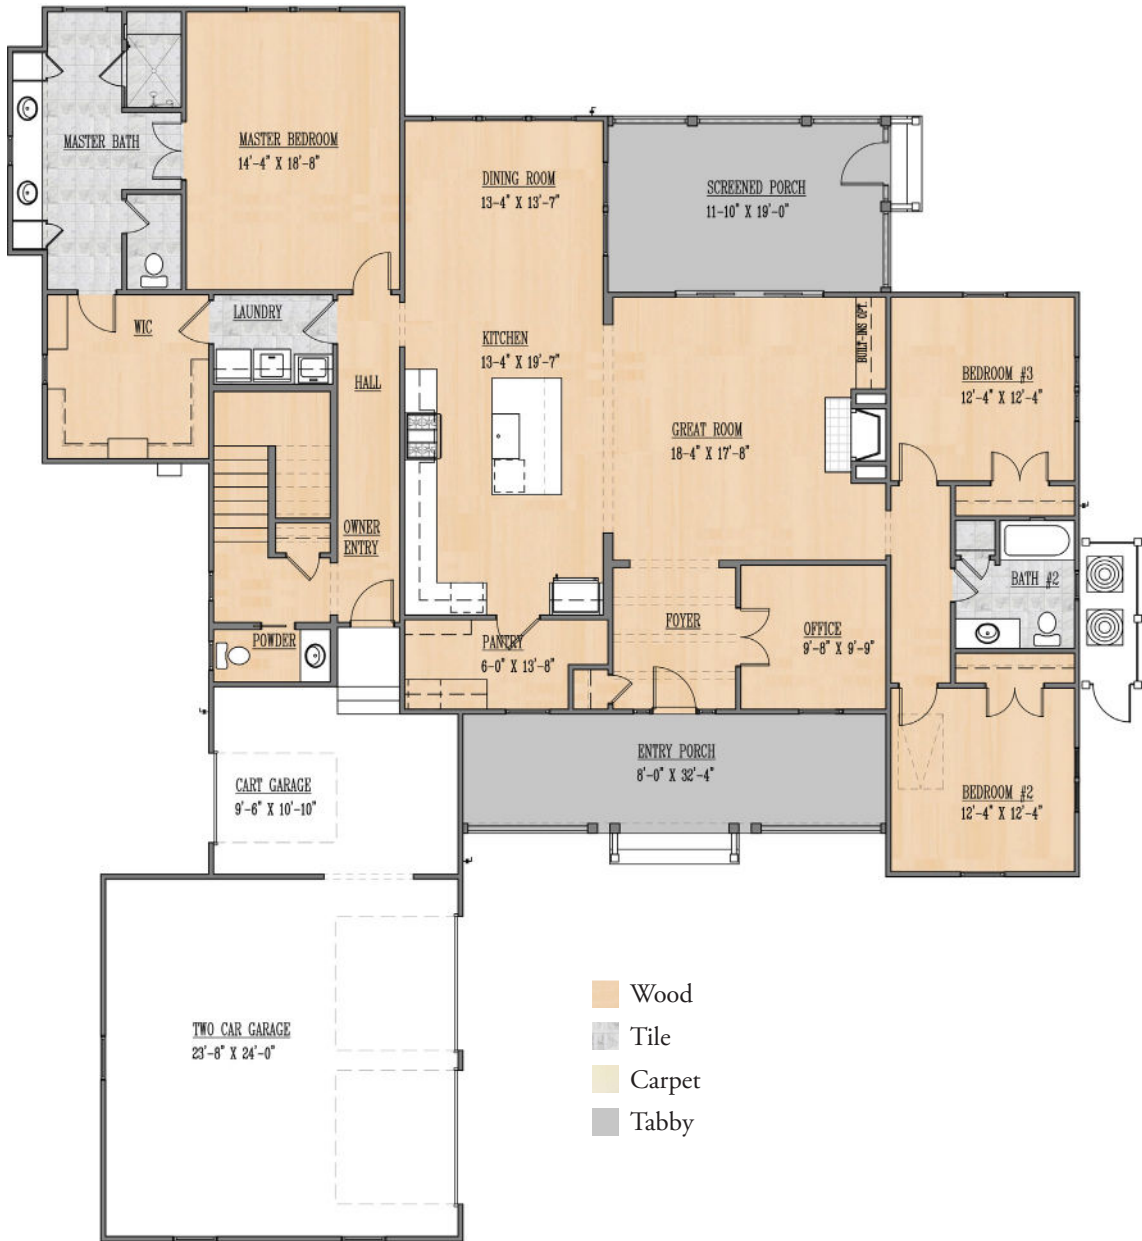 MASTER BATH
MASTER BEDROOM
14'-4" X 18'-8"
DINING ROOM
13-4" X 13'-7"
SCREENED PORCH
11-10" X 19'-0"
WIC
LAUNDRY
HALL
KITCHEN
13-4" X 19'-7"
BUILT-INS OPT.
GREAT ROOM
18-4" X 17'-8"
BEDROOM #3
12'-4" X 12'-4"
OWNER
ENTRY
BATH #2
POWDER
PANTRY
6-0" X 13'-8"
FOYER
OFFICE
9'-8" X 9'-9"
ENTRY PORCH
8'-0" X 32'-4"
CART GARAGE
9'-6" X 10'-10"
BEDROOM #2
12'-4" X 12'-4"
TWO CAR GARAGE
23'-8" X 24'-0"
Wood
Tile
Carpet
Tabby